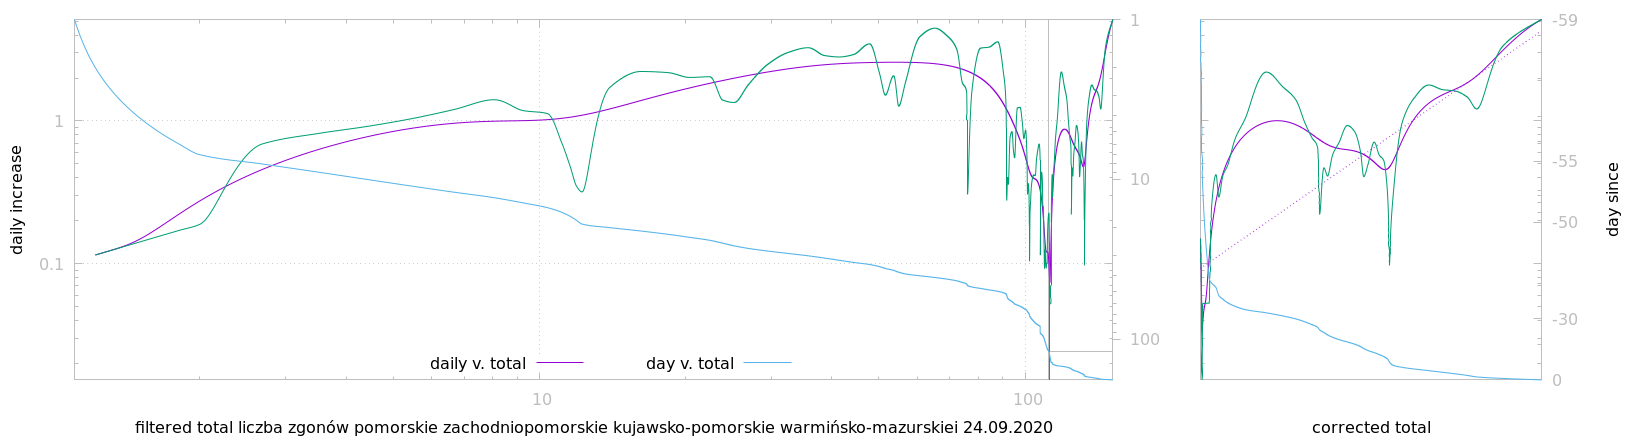 1
-59
1
daily increase
-55
10
-50
day since
0.1
-30
100
daily v. total
day v. total
0
10
100
filtered total liczba zgonów pomorskie zachodniopomorskie kujawsko-pomorskie warmińsko-mazurskiei 24.09.2020
corrected total